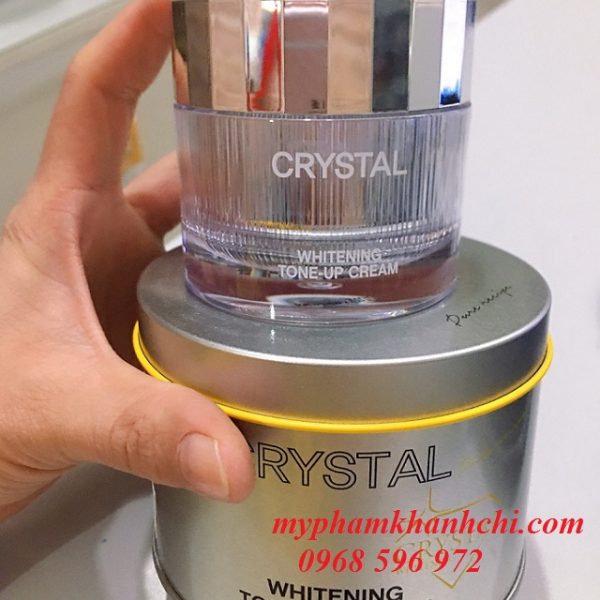 CRYSTAL
WHITENING
TONE-UP CREAM
CRYSTAL
myphamkhanhchi.com
0968 596 972
WHITENING